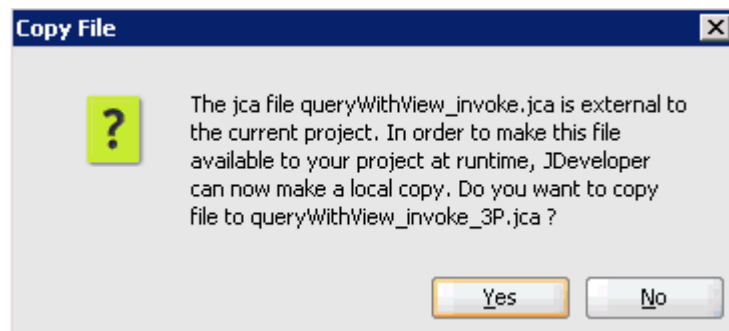 Copy File
The jca file queryWithView_invoke.jca is external to
the current project. In order to make this file
available to your project at runtime, JDeveloper
can now make a local copy. Do you want to copy
file to queryWithView_invoke_3P.jca ?
Yes No